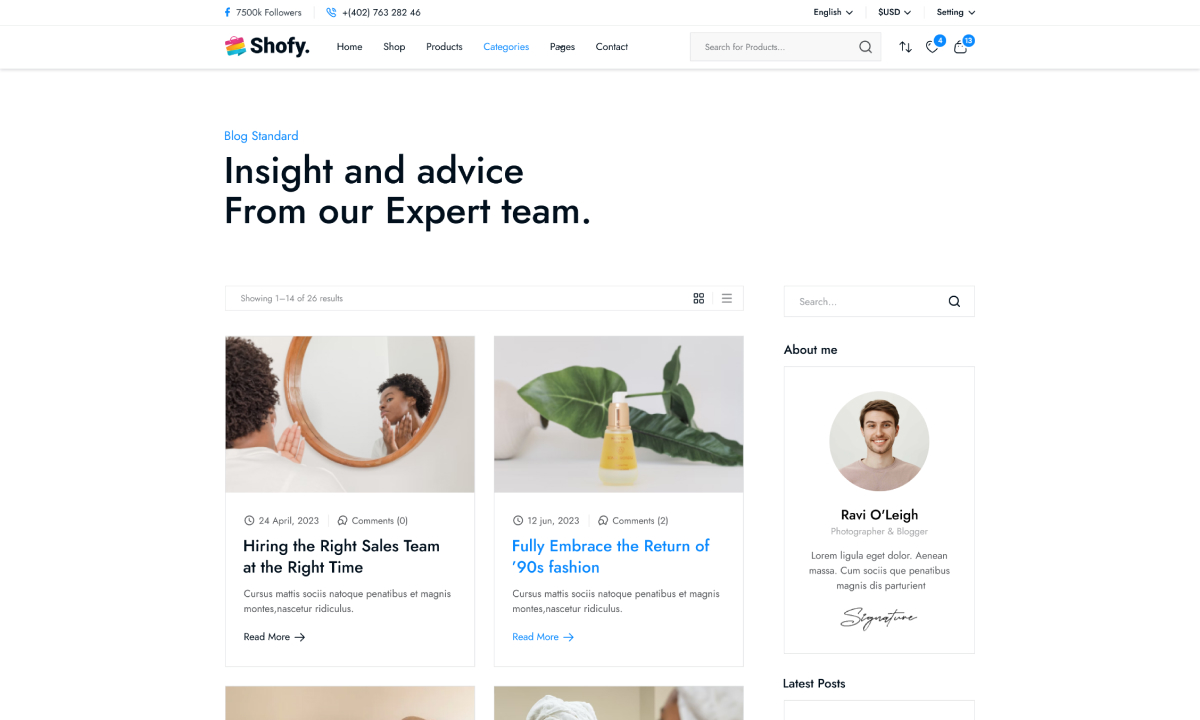 7500k Followers
+(402) 763 282 46
English
$USD
Setting
Shofy.
Home
Shop
Products
Categories
Pages
Contact
Search for Products...
4
13
Blog Standard
Insight and advice
From our Expert team.
Showing 1–14 of 26 results
Search...
About me
24 April, 2023
Comments (0)
Hiring the Right Sales Team
at the Right Time
Cursus mattis sociis natoque penatibus et magnis
montes,nascetur ridiculus.
Read More
12 jun, 2023
Comments (2)
Fully Embrace the Return of
’90s fashion
Cursus mattis sociis natoque penatibus et magnis
montes,nascetur ridiculus.
Read More
Ravi O'Leigh
Photographer & Blogger
Lorem ligula eget dolor. Aenean
massa. Cum sociis que penatibus
magnis dis parturient
Signature
Latest Posts